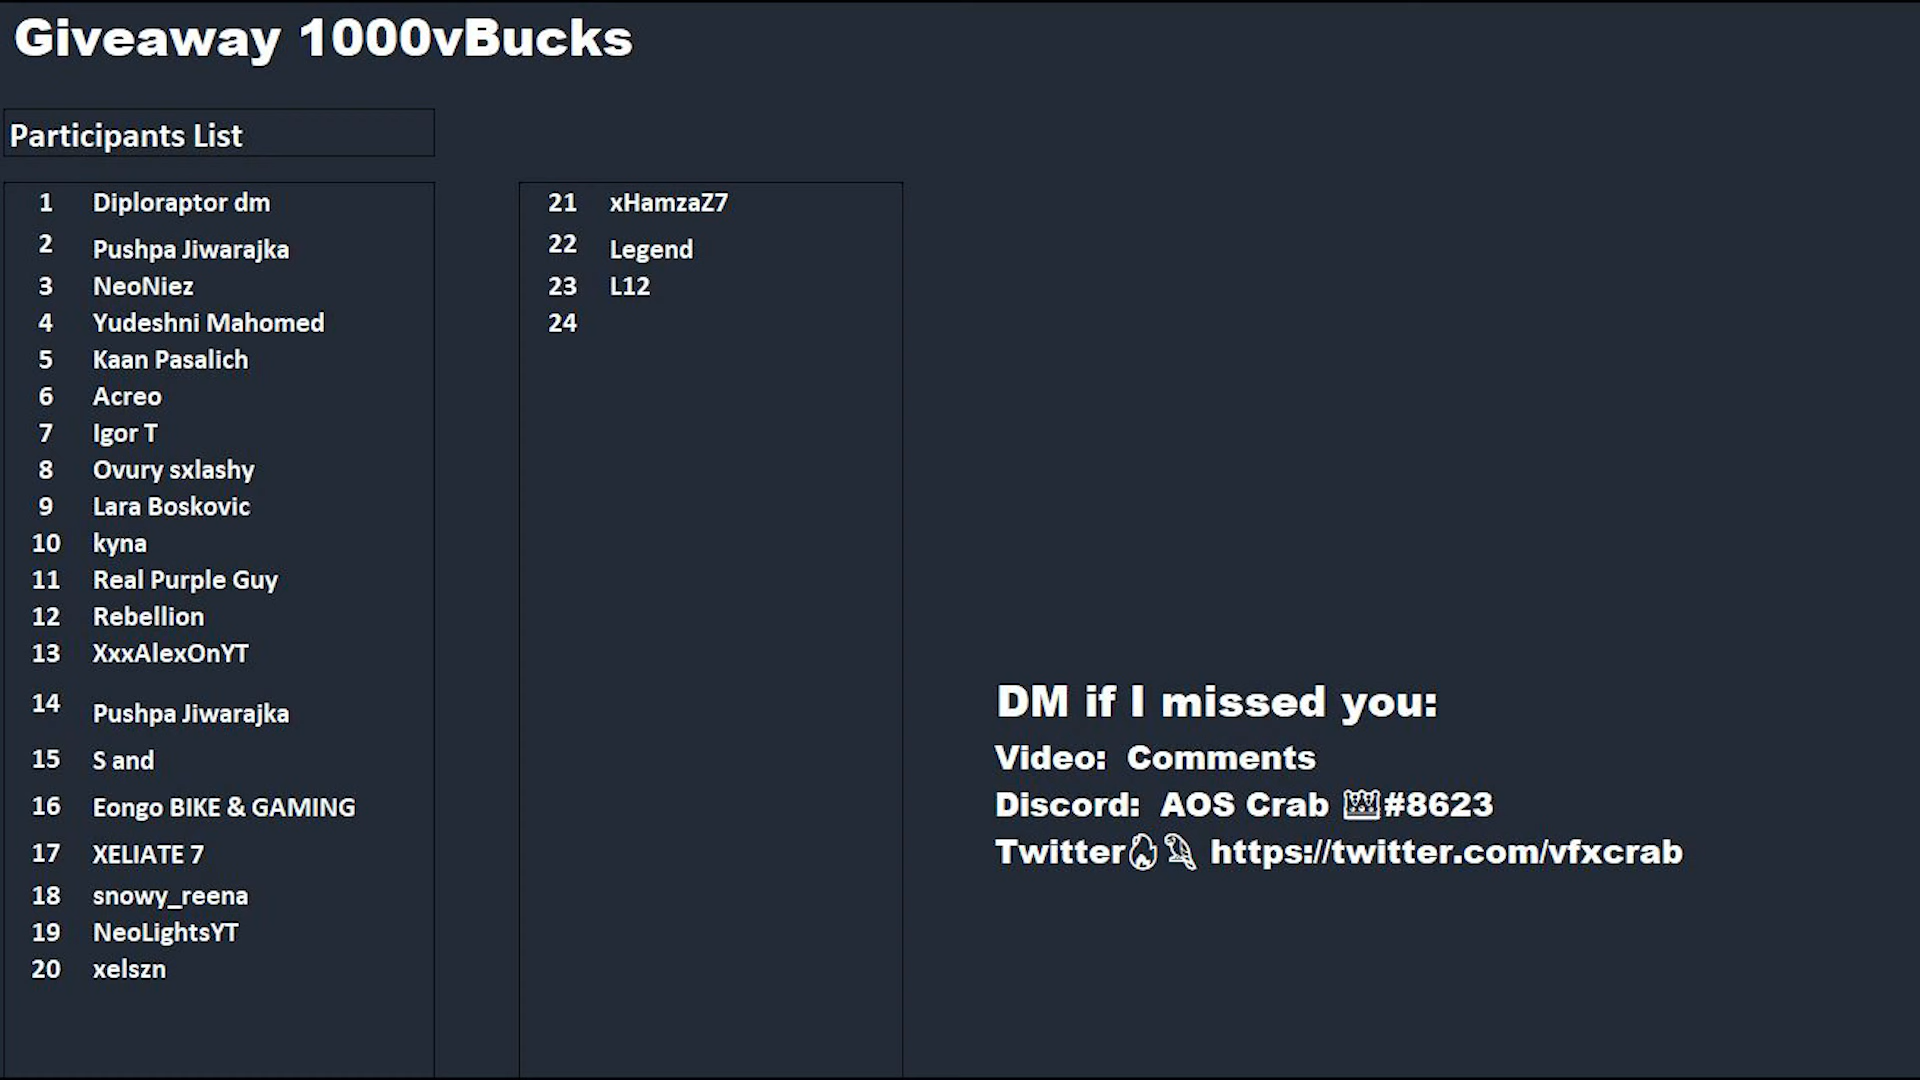 Giveaway 1000vBucks
Participants List
1 Diploraptor dm
2 Pushpa Jiwarajka
3 NeoNiez
4 Yudeshni Mahomed
5 Kaan Pasalich
6 Acreo
7 Igor T
8 Ovury sxlashy
9 Lara Boskovic
10 kyna
11 Real Purple Guy
12 Rebellion
13 XxxAlexOnYT
14 Pushpa Jiwarajka
15 S and
16 Eongo BIKE & GAMING
17 XELIATE 7
18 snowy_reena
19 NeoLightsYT
20 xelszn
21 xHamzaZ7
22 Legend
23 L12
24
DM if I missed you:
Video: Comments
Discord: AOS Crab 👑#8623
Twitter🔥🦜 https://twitter.com/vfxcrab